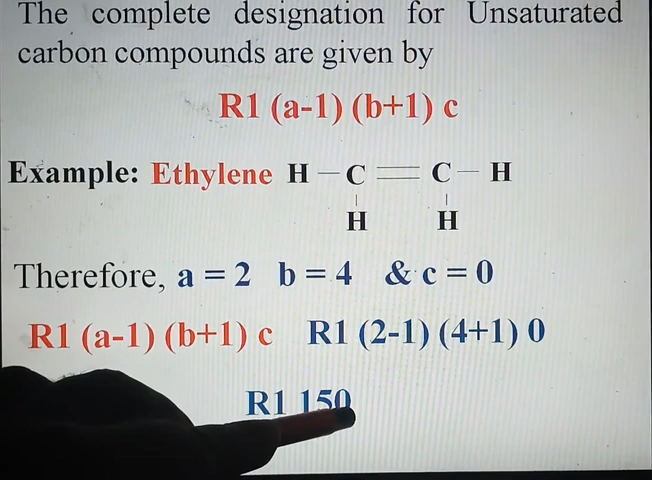 The complete designation for Unsaturated
carbon compounds are given by
R1 (a-1) (b+1) c
Example: Ethylene H C C H
H H
Therefore, a = 2 b = 4 & c = 0
R1 (a-1) (b+1) c R1 (2-1) (4+1) 0
R1 150